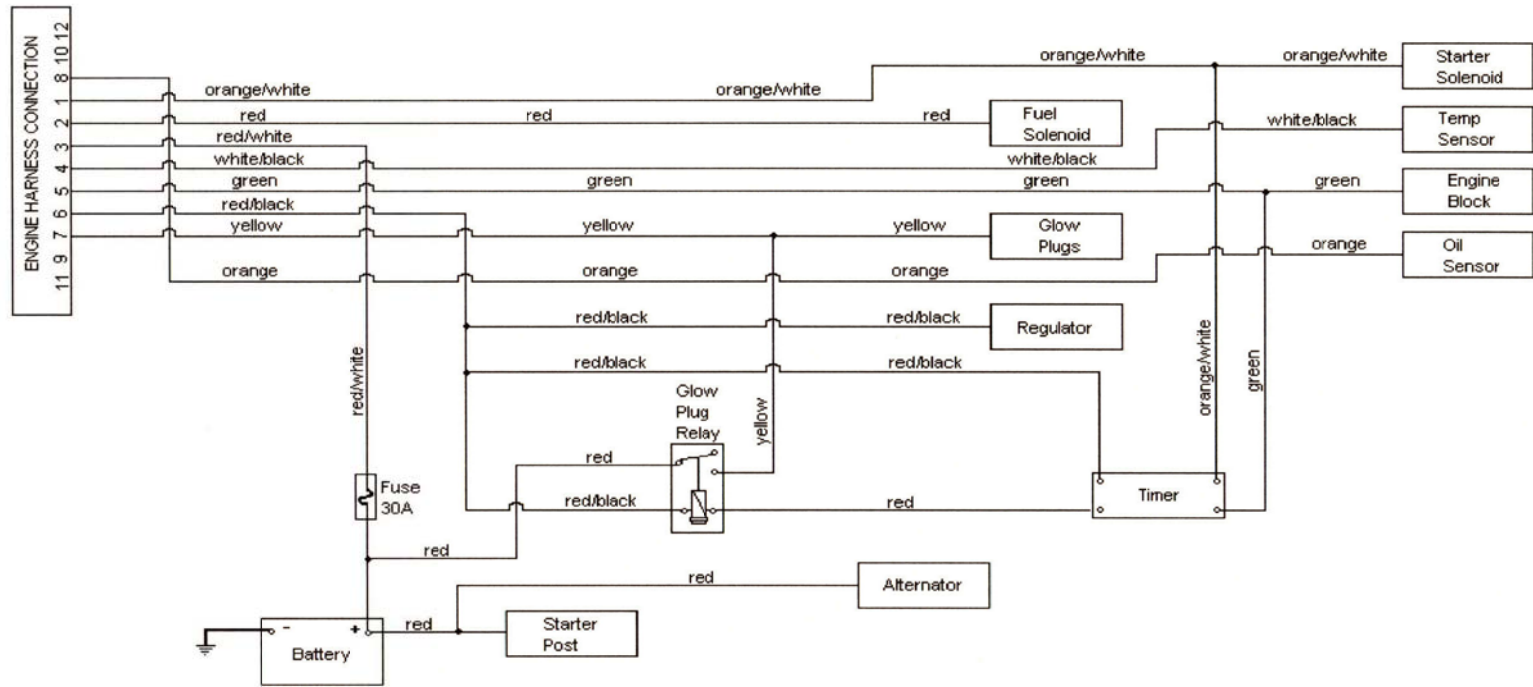 ENGINE HARNESS CONNECTION
12
10
8
1
2
3
4
5
6
7
9
11
orange/white
orange/white
orange/white
orange/white
Starter
Solenoid
red
red
red
Fuel
Solenoid
red/white
white/black
white/black
white/black
Temp
Sensor
green
green
green
green
Engine
Block
red/black
yellow
yellow
yellow
Glow
Plugs
orange
orange
orange
orange
Oil
Sensor
red/black
red/black
Regulator
red/black
red/black
red/white
yellow
orange/white
green
Glow
Plug
Relay
red
red/black
red
Timer
Fuse
30A
red
red
Alternator
- +
Battery
red
Starter
Post